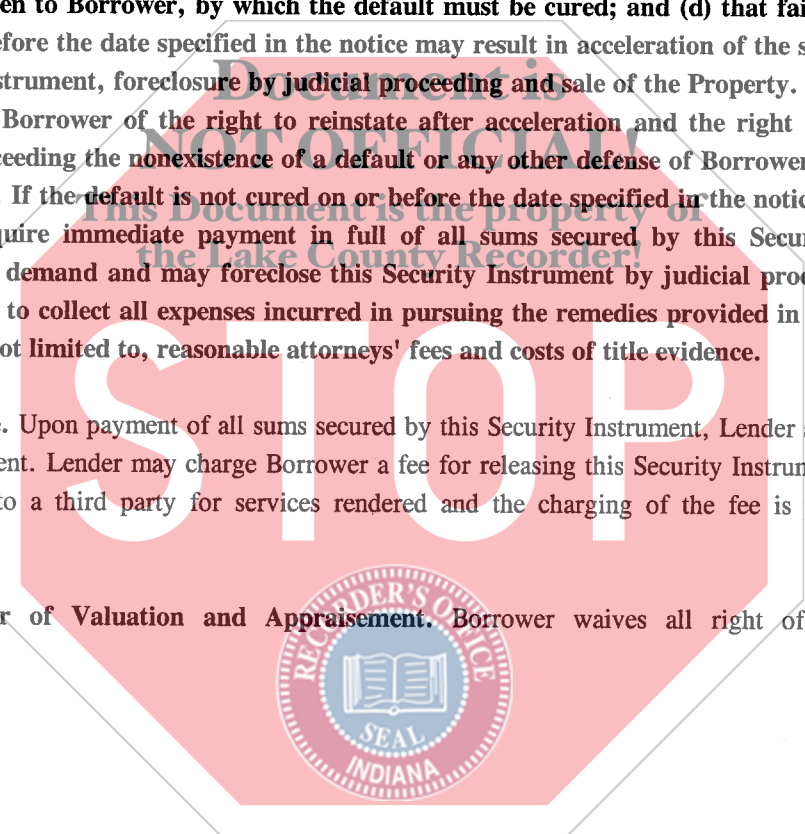 en to Borrower, by which the default must be cured; and (d) that fai
efore the date specified in the notice may result in acceleration of the s
strument, foreclosure by judicial proceeding and sale of the Property.
Document is
Borrower of the right to reinstate after acceleration and the right
NOT OFFICIAL!
ceeding the nonexistence of a default or any other defense of Borrower
. If the default is not cured on or before the date specified in the notic
This Document is the property of
quire immediate payment in full of all sums secured by this Secur
the Lake County Recorder!
demand and may foreclose this Security Instrument by judicial proc
to collect all expenses incurred in pursuing the remedies provided in
ot limited to, reasonable attorneys' fees and costs of title evidence.
STOP
e. Upon payment of all sums secured by this Security Instrument, Lender
ent. Lender may charge Borrower a fee for releasing this Security Instrum
to a third party for services rendered and the charging of the fee is
r of Valuation and Appraisement. Borrower waives all right of
RECORDER'S OFFICE
SEAL
INDIANA